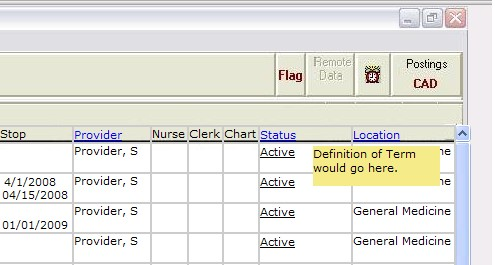 Flag Remote Data Postings CAD
Stop Provider Nurse Clerk Chart Status Location
Provider, S Active Definition of Term would go here. ne
4/1/2008 04/15/2008 Provider, S Active ne
01/01/2009 Provider, S Active General Medicine
Provider, S Active General Medicine